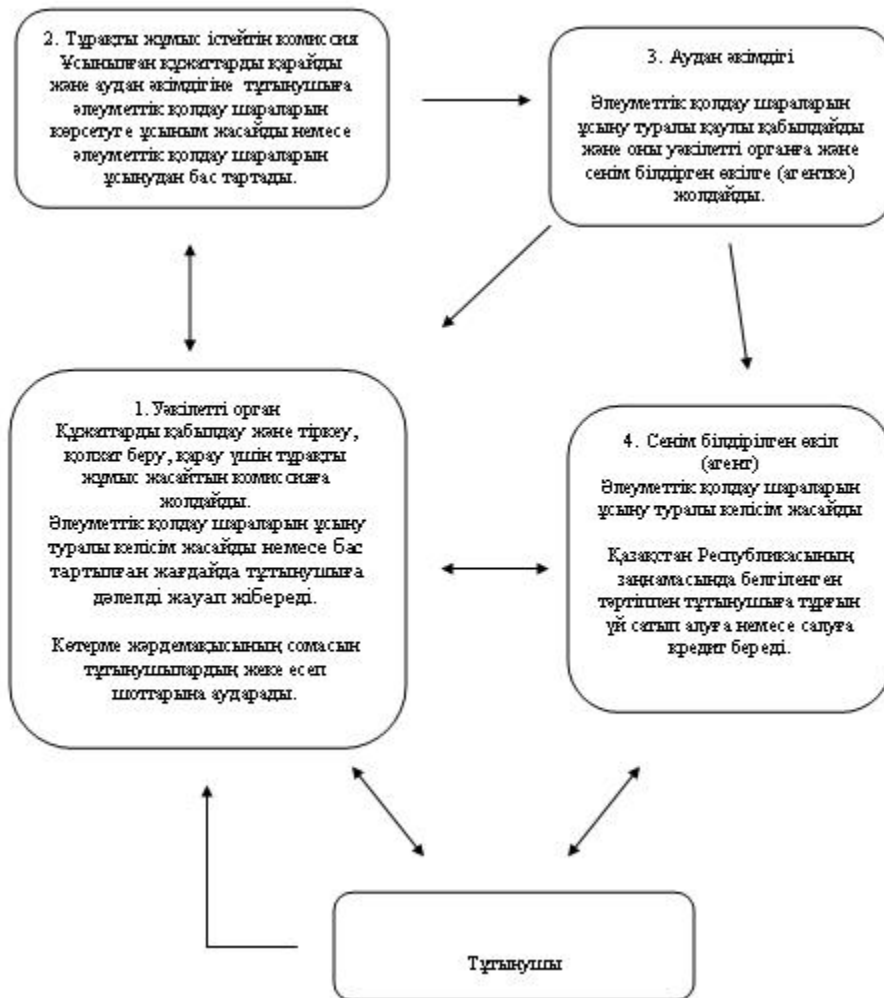 2. Тұрақты жұмыс істейтін комиссия
Ұсынылған құжаттарды қарайды
және аудан әкімдігіне тұтынушыға
әлеуметтік қолдау шараларын
көрсетуге ұсыным жасайды немесе
әлеуметтік қолдау шараларын
ұсынудан бас тартады.
3. Аудан әкімдігі
Әлеуметтік қолдау шараларын
ұсыну туралы қаулы қабылдайды
және оны уәкілетті органға және
сенім білдірген өкілге (агентке)
жолдайды.
1. Уәкілетті орган
Құжаттарды қабылдау және тіркеу,
қолхат беру, қарау үшін тұрақты
жұмыс жасайтын комиссияға
жолдайды.
Әлеуметтік қолдау шараларын ұсыну
туралы келісім жасайды немесе бас
тартылған жағдайда тұтынушыға
дәлелді жауап жібереді.
Көтерме жәрдемақысының сомасын
тұтынушылардың жеке есеп
шоттарына аударады.
4. Сенім білдірілген өкіл
(агент)
Әлеуметтік қолдау шараларын
ұсыну туралы келісім жасайды
Қазақстан Республикасының
заңнамасында белгіленген
тәртіппен тұтынушыға тұрғын
үй сатып алуға немесе салуға
кредит береді.
Тұтынушы